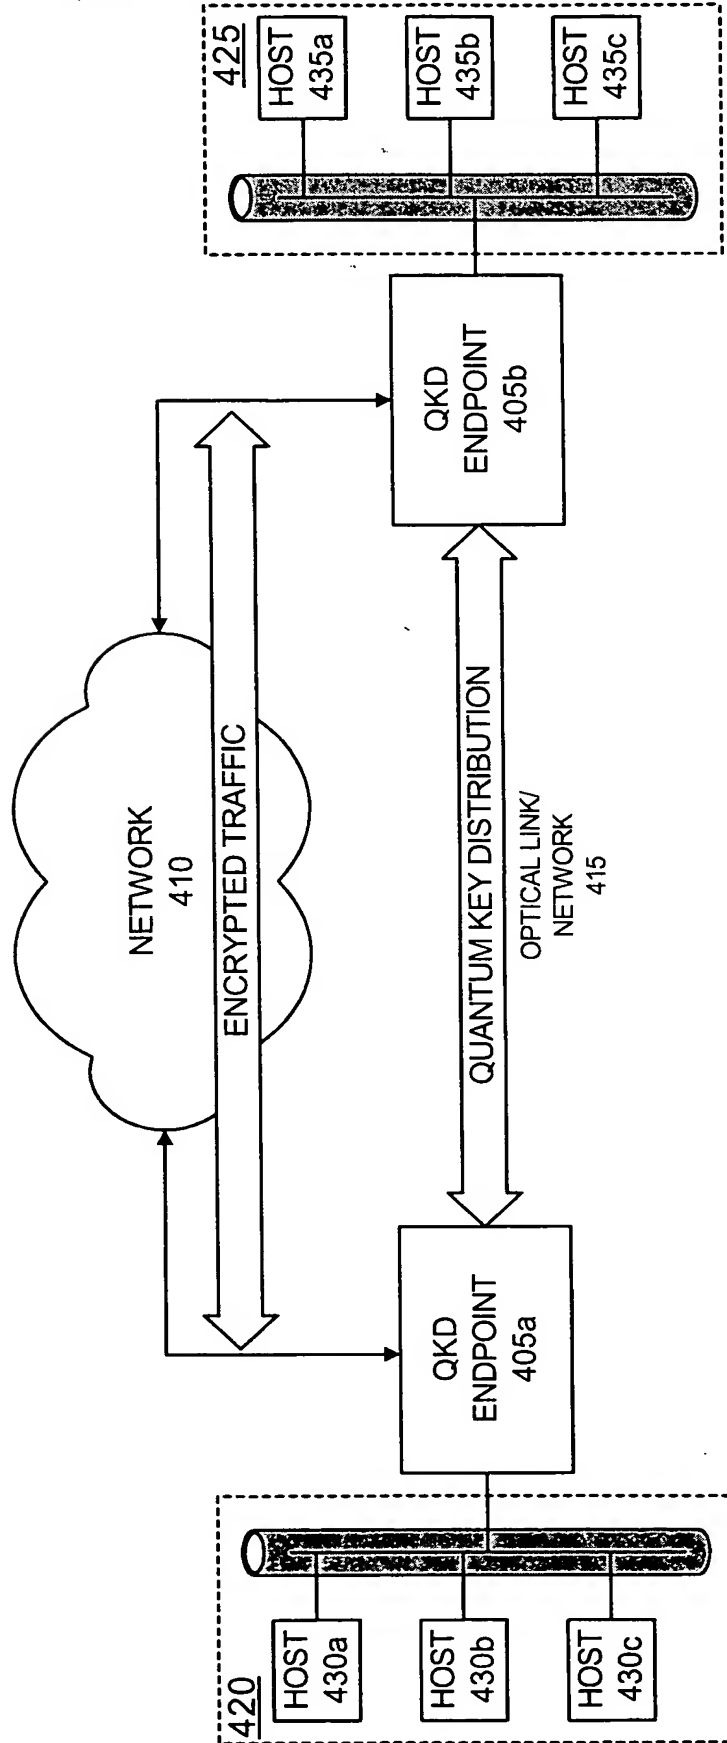 NETWORK
410
ENCRYPTED TRAFFIC
420
HOST
430a
HOST
430b
HOST
430c
QKD
ENDPOINT
405a
QUANTUM KEY DISTRIBUTION
OPTICAL LINK/
NETWORK
415
QKD
ENDPOINT
405b
425
HOST
435a
HOST
435b
HOST
435c